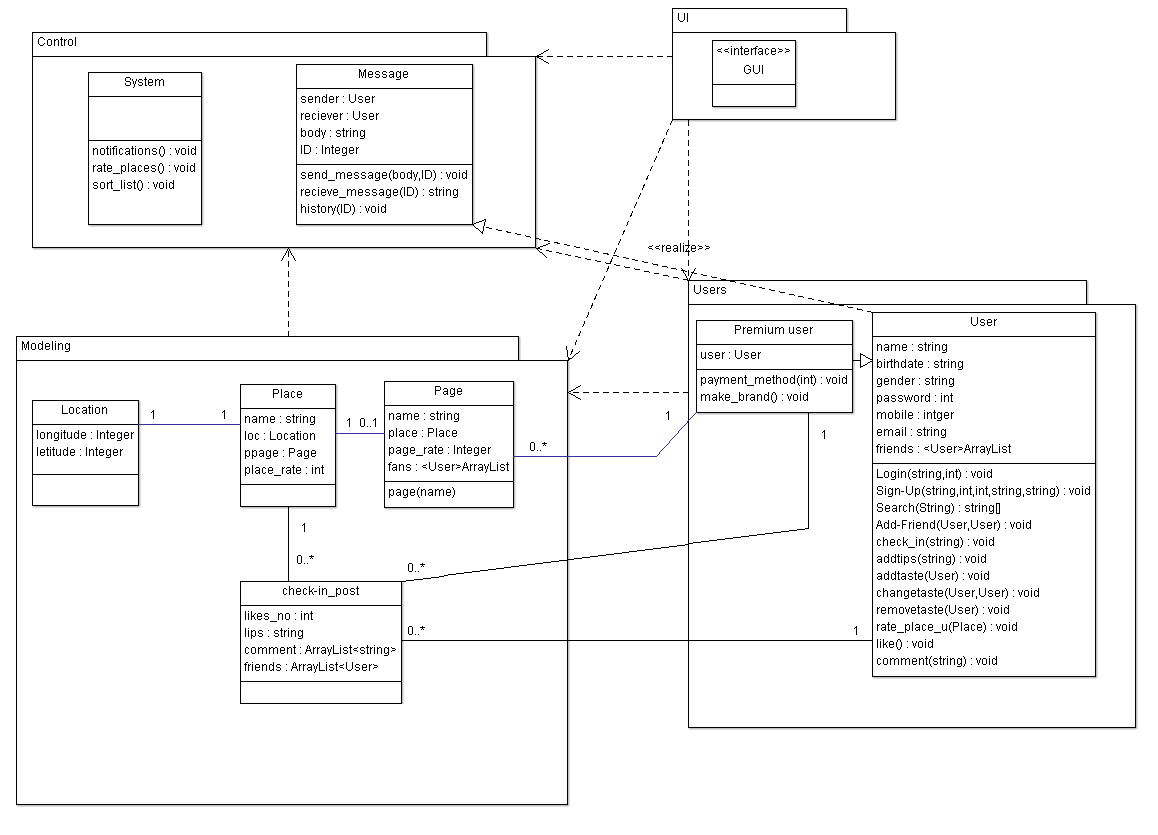 UI
<<interface>>
GUI
Control
System
notifications() : void
rate_places() : void
sort_list() : void
Message
sender : User
reciever : User
body : string
ID : Integer
send_message(body,ID) : void
recieve_message(ID) : string
history(ID) : void
<<realize>>
Users
Premium user
user : User
payment_method(int) : void
make_brand() : void
User
name : string
birthdate : string
gender : string
password : int
mobile : intger
email : string
friends : <User>ArrayList
Login(string,int) : void
Sign-Up(string,int,int,string,string) : void
Search(String) : string[]
Add-Friend(User,User) : void
check_in(string) : void
addtips(string) : void
addtaste(User) : void
changetaste(User,User) : void
removetaste(User) : void
rate_place_u(Place) : void
like() : void
comment(string) : void
Modeling
Location
longitude : Integer
letitude : Integer
1
1
Place
name : string
loc : Location
ppage : Page
place_rate : int
1 0..1
Page
name : string
place : Place
page_rate : Integer
fans : <User>ArrayList
page(name)
0..*
1
1
1
0..*
0..*
check-in_post
likes_no : int
lips : string
comment : ArrayList<string>
friends : ArrayList<User>
0..*
1